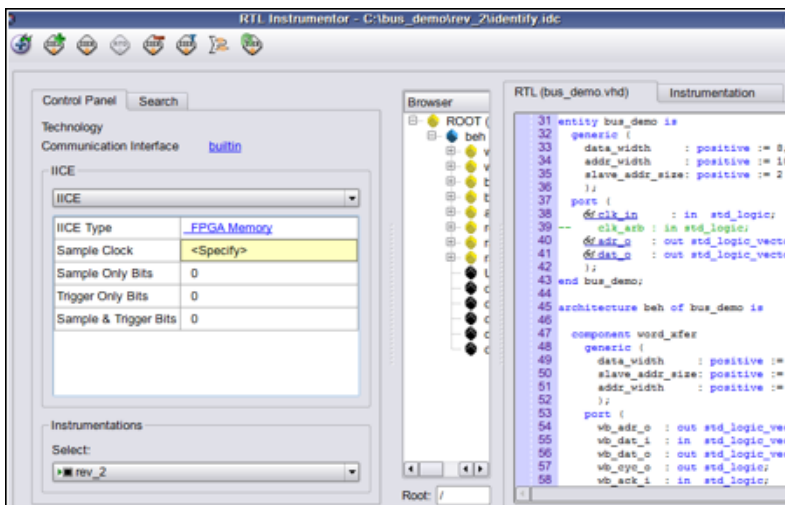 RTL Instrumentor - C:\bus_demo\rev_2\identify.idc
Control Panel Search
Technology
Communication Interface builtin
IICE
IICE
IICE Type FPGA Memory
Sample Clock <Specify>
Sample Only Bits 0
Trigger Only Bits 0
Sample & Trigger Bits 0
Instrumentations
Select:
rev_2
Browser
ROOT (
beh
Root: /
RTL (bus_demo.vhd) Instrumentation
31 entity bus_demo is
32 generic (
33 data_width : positive := 8
34 addr_width : positive := 1
35 slave_addr_size: positive := 2
36 );
37 port (
38 clk_in : in std_logic;
39 -- clk_arb : in std_logic;
40 adr_o : out std_logic_vect
41 dat_o : out std_logic_vect
42 );
43 end bus_demo;
44
45 architecture beh of bus_demo is
46
47 component word_xfer
48 generic (
49 data_width : positive :=
50 slave_addr_size: positive :=
51 addr_width : positive :=
52 );
53 port (
54 wb_adr_o : out std_logic_vec
55 wb_dat_i : in std_logic_vec
56 wb_dat_o : out std_logic_vec
57 wb_cyc_o : out std_logic;
58 wb_ack_i : in std_logic;